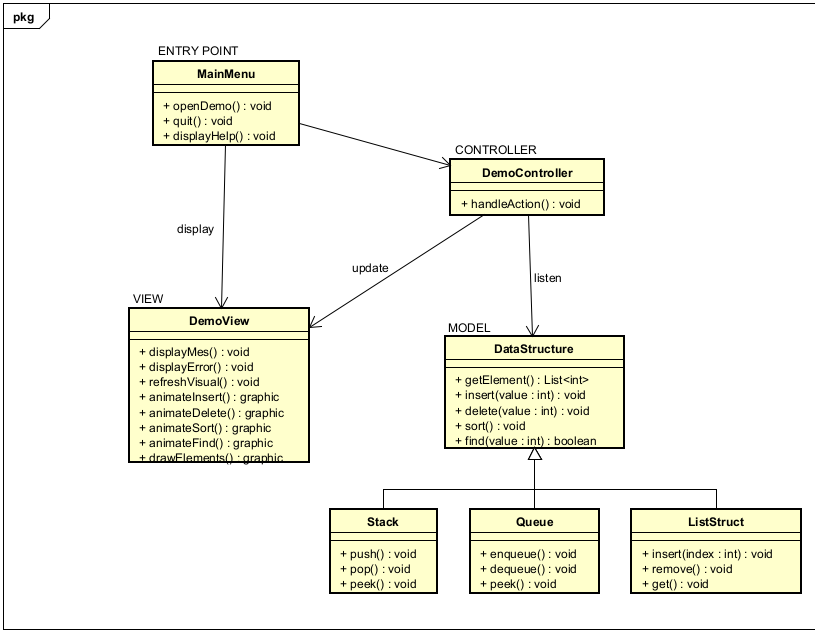 pkg
ENTRY POINT
MainMenu
+ openDemo() : void
+ quit() : void
+ displayHelp() : void
CONTROLLER
DemoController
+ handleAction() : void
display
update
listen
VIEW
DemoView
+ displayMes() : void
+ displayError() : void
+ refreshVisual() : void
+ animateInsert() : graphic
+ animateDelete() : graphic
+ animateSort() : graphic
+ animateFind() : graphic
+ drawElements() : graphic
MODEL
DataStructure
+ getElement() : List<int>
+ insert(value : int) : void
+ delete(value : int) : void
+ sort() : void
+ find(value : int) : boolean
Stack
+ push() : void
+ pop() : void
+ peek() : void
Queue
+ enqueue() : void
+ dequeue() : void
+ peek() : void
ListStruct
+ insert(index : int) : void
+ remove() : void
+ get() : void